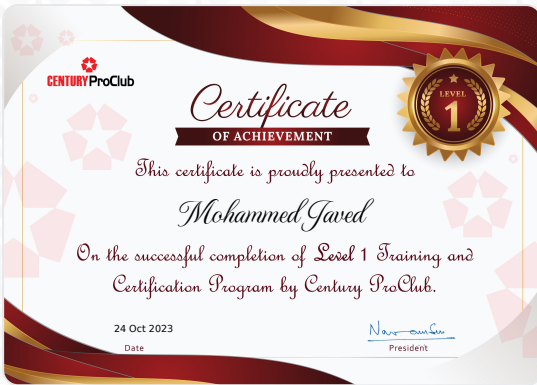 CENTURY ProClub
Certificate
OF ACHIEVEMENT
LEVEL
1
This certificate is proudly presented to
Mohammed Javed
On the successful completion of Level 1 Training and
Certification Program by Century ProClub.
24 Oct 2023
Date
President